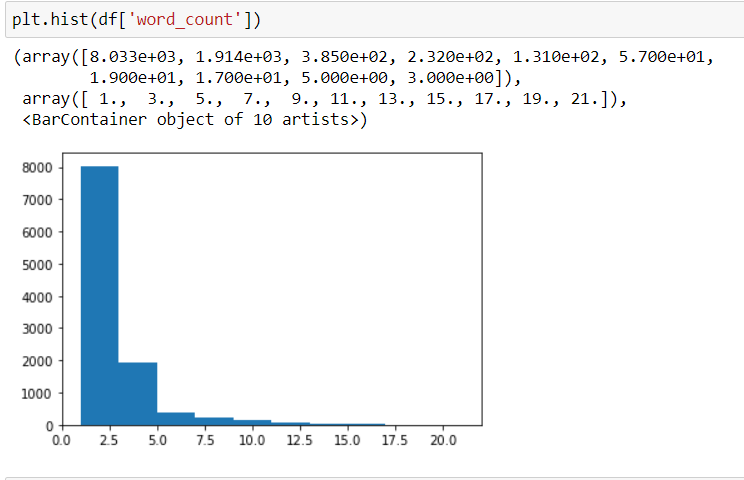 plt.hist(df['word_count'])
(array([8.033e+03, 1.914e+03, 3.850e+02, 2.320e+02, 1.310e+02, 5.700e+01,
1.900e+01, 1.700e+01, 5.000e+00, 3.000e+00]),
array([ 1., 3., 5., 7., 9., 11., 13., 15., 17., 19., 21.]),
<BarContainer object of 10 artists>)
8000
7000
6000
5000
4000
3000
2000
1000
0
0.0 2.5 5.0 7.5 10.0 12.5 15.0 17.5 20.0